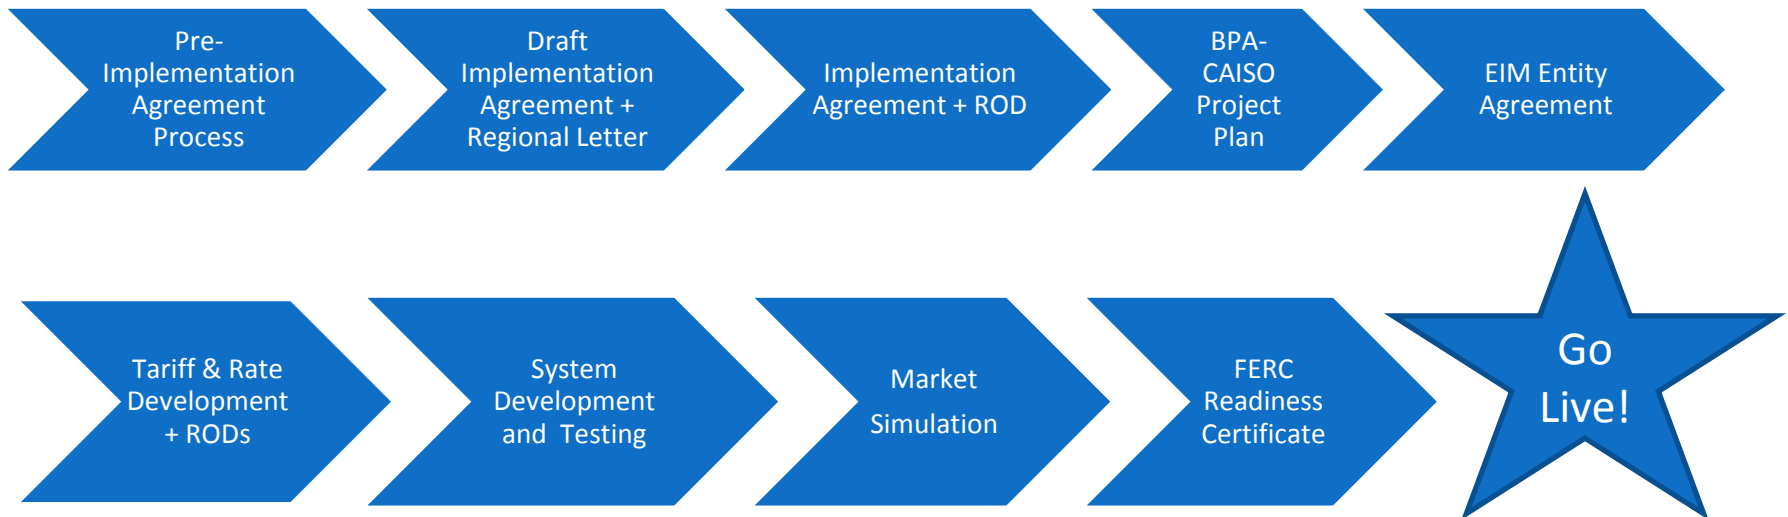 Pre-
Implementation
Agreement
Process
Draft
Implementation
Agreement +
Regional Letter
Implementation
Agreement + ROD
BPA-
CAISO
Project
Plan
EIM Entity
Agreement
Tariff & Rate
Development
+ RODs
System
Development
and Testing
Market
Simulation
FERC
Readiness
Certificate
Go
Live!